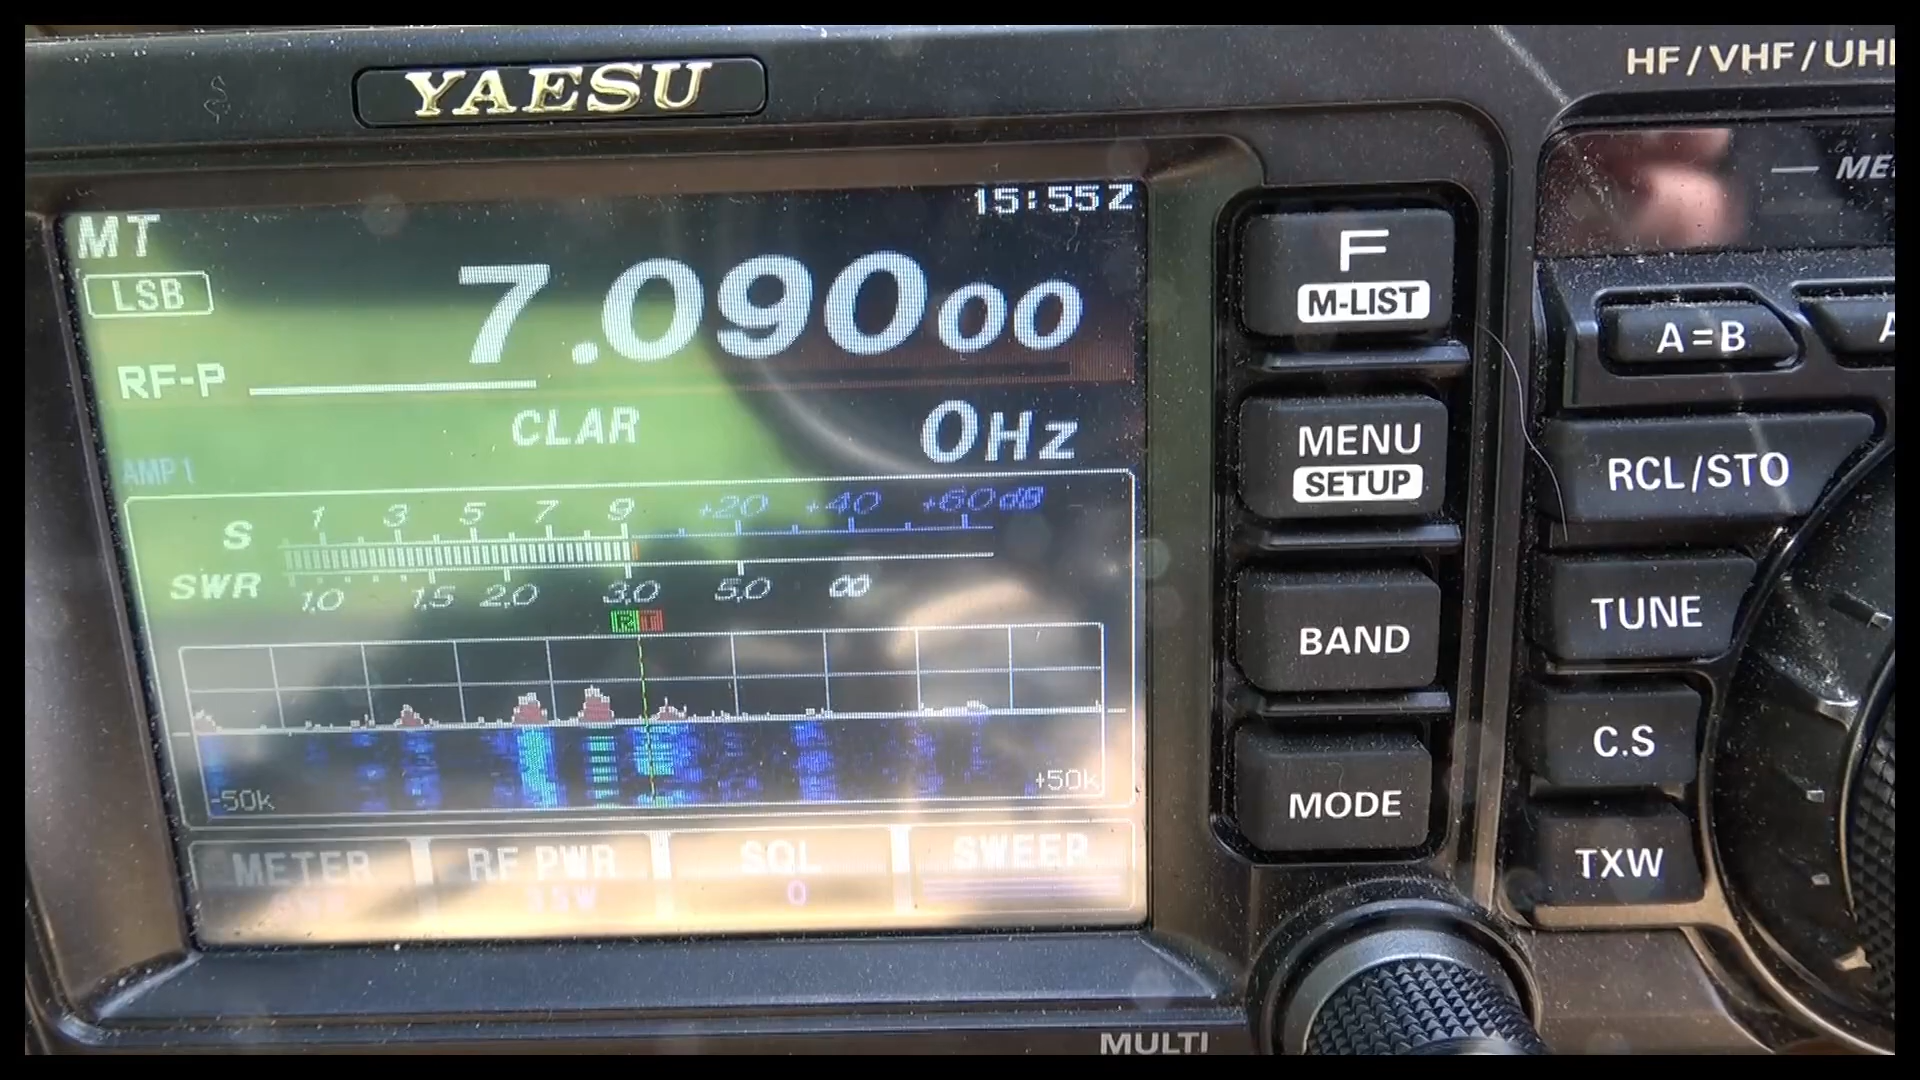 YAESU
HF/VHF/UH
15:55Z
MT
LSB
7.090 00
RF-P
CLAR 0Hz
AMP1
S 1 3 5 7 9 +20 +40 +60dB
SWR 1.0 1.5 2.0 3.0 5.0 ∞
-50k +50k
METER RF PWR SQL SWEEP
0
F
M-LIST
MENU
SETUP
BAND
MODE
A=B
RCL/STO
TUNE
C.S
TXW
MULTI